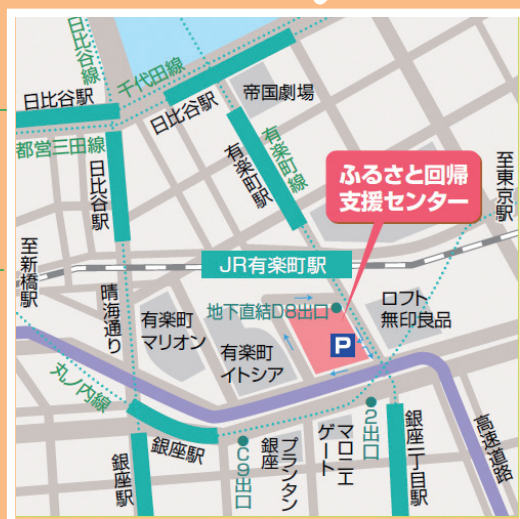 日比谷線
千代田線
日比谷駅
日比谷駅
帝国劇場
都営三田線
日比谷駅
有楽町駅
有楽町線
ふるさと回帰
支援センター
至東京駅
至新橋駅
JR有楽町駅
晴海通り
地下直結D8出口
ロフト
無印良品
有楽町
マリオン
有楽町
イトシア
P
丸ノ内線
銀座駅
銀座駅
C9出口
銀座
プランタン
マロニエ
ゲート
2出口
銀座一丁目駅
高速道路